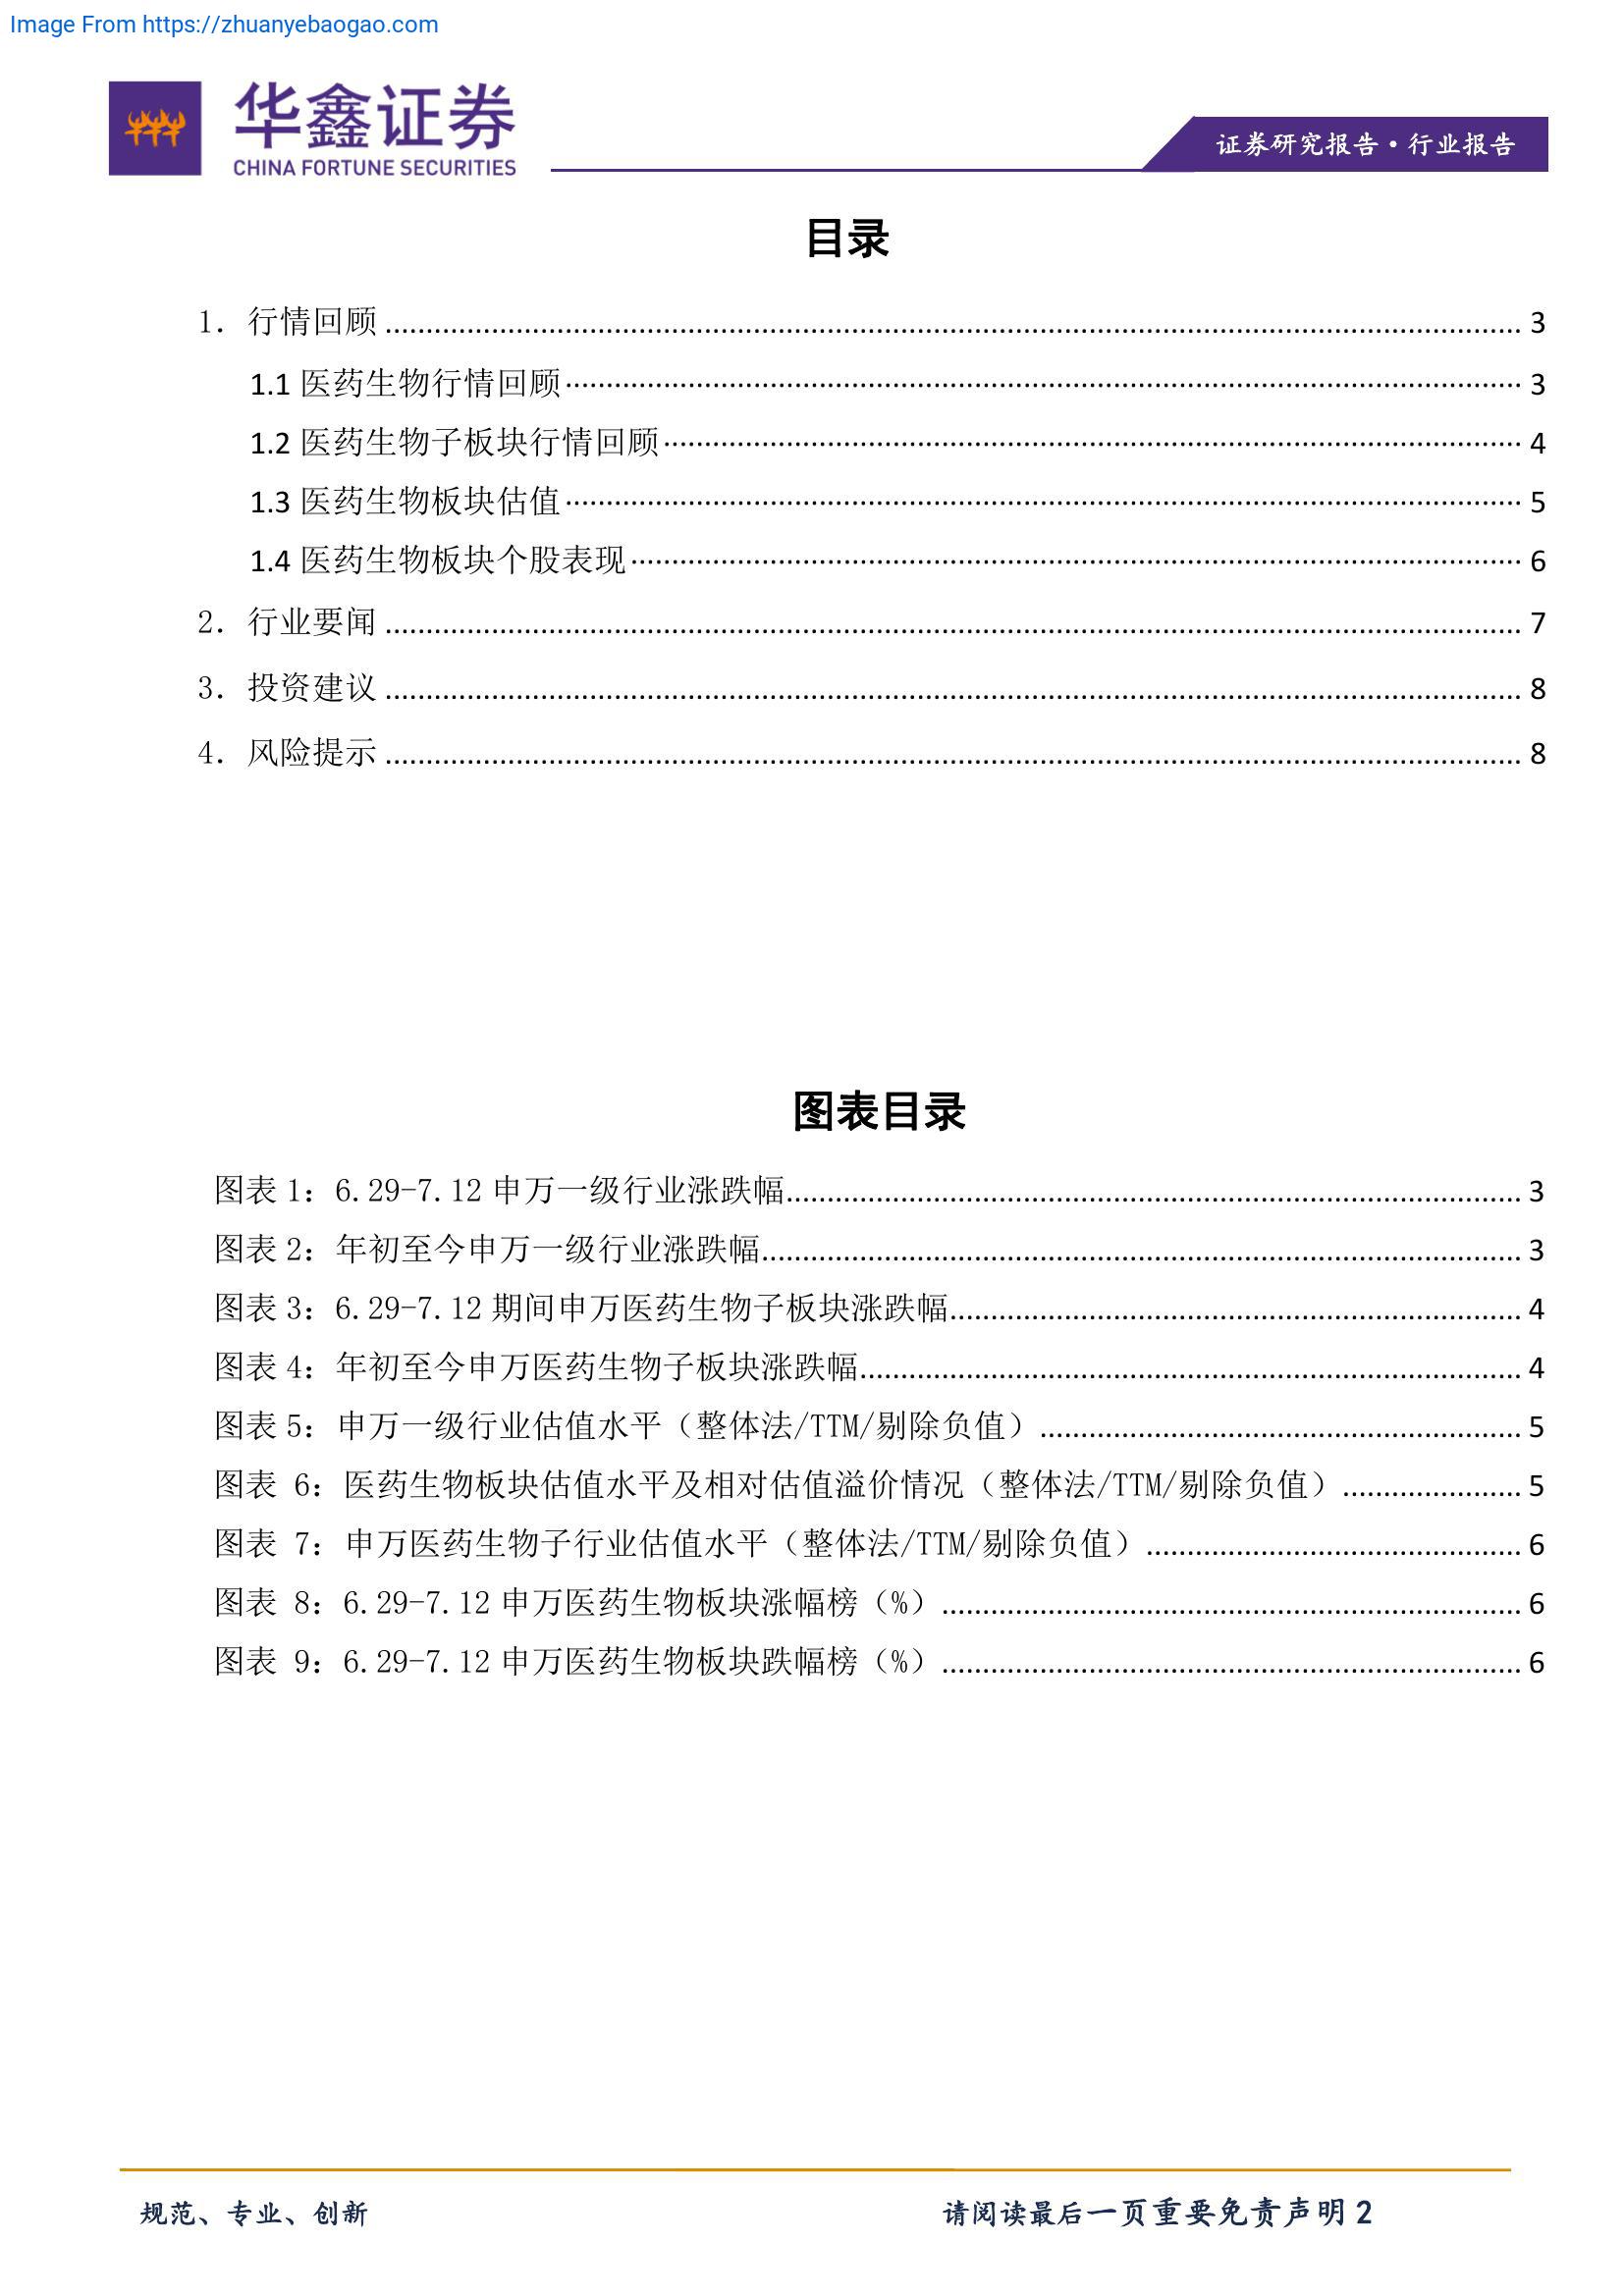 Image From https://zhuanyebaogao.com
华鑫证券
CHINA FORTUNE SECURITIES
证券研究报告·行业报告
目录
1. 行情回顾 3
1.1 医药生物行情回顾 3
1.2 医药生物子板块行情回顾 4
1.3 医药生物板块估值 5
1.4 医药生物板块个股表现 6
2. 行业要闻 7
3. 投资建议 8
4. 风险提示 8
图表目录
图表 1：6.29-7.12 申万一级行业涨跌幅 3
图表 2：年初至今申万一级行业涨跌幅 3
图表 3：6.29-7.12 期间申万医药生物子板块涨跌幅 4
图表 4：年初至今申万医药生物子板块涨跌幅 4
图表 5：申万一级行业估值水平（整体法/TTM/剔除负值） 5
图表 6：医药生物板块估值水平及相对估值溢价情况（整体法/TTM/剔除负值） 5
图表 7：申万医药生物子行业估值水平（整体法/TTM/剔除负值） 6
图表 8：6.29-7.12 申万医药生物板块涨幅榜（%） 6
图表 9：6.29-7.12 申万医药生物板块跌幅榜（%） 6
规范、专业、创新
请阅读最后一页重要免责声明 2